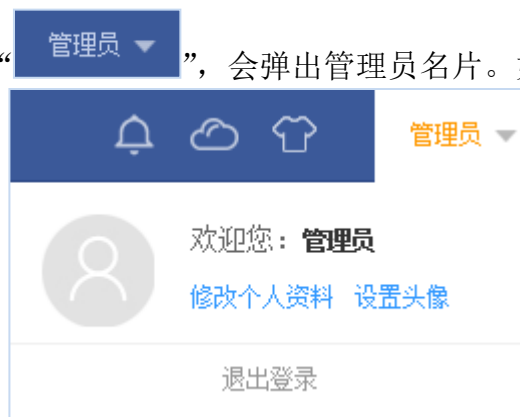 “管理员”，会弹出管理员名片。
管理员
欢迎您：管理员
修改个人资料 设置头像
退出登录